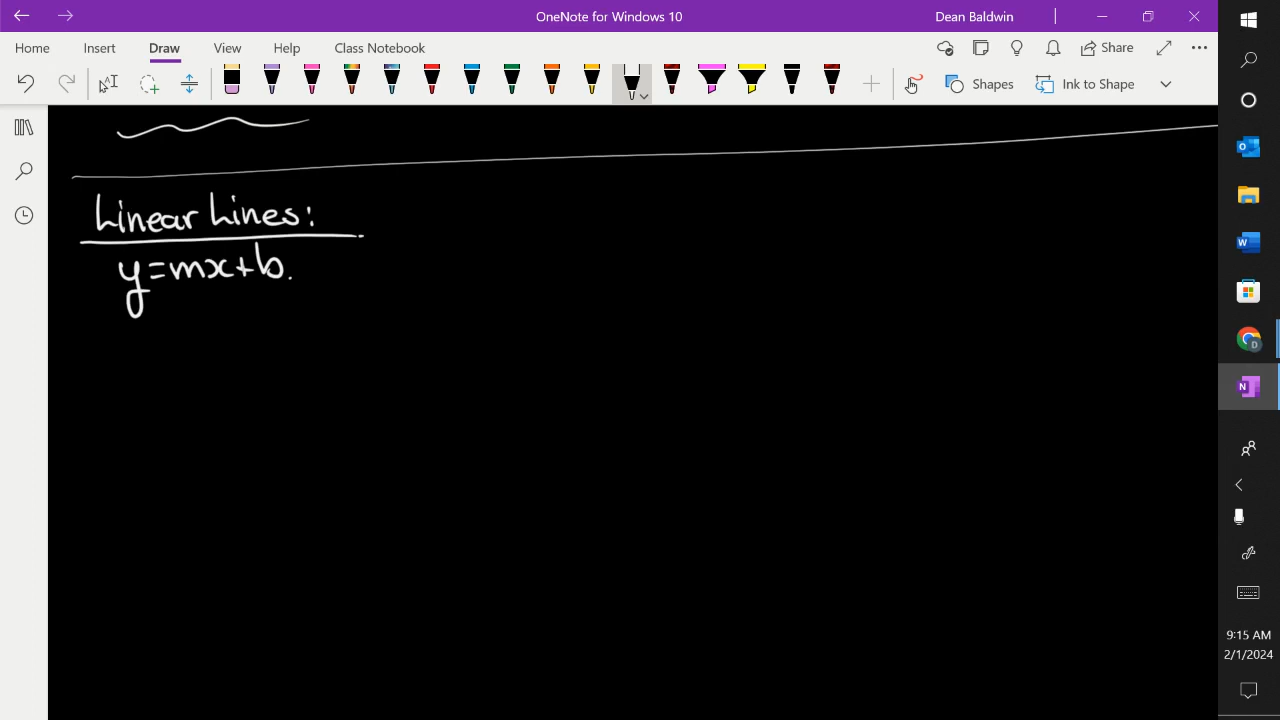 OneNote for Windows 10
Dean Baldwin
Home Insert Draw View Help Class Notebook
Share
Shapes
Ink to Shape
Linear Lines:
y=mx+b.
9:15 AM
2/1/2024